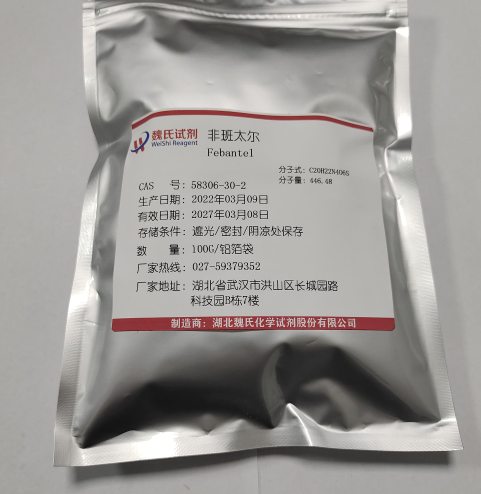 魏氏试剂
WeiShi Reagent
非班太尔
Febantel
分子式: C20H22N4O6S
分子量: 446.48
CAS 号: 58306-30-2
生产日期: 2022年03月09日
有效日期: 2027年03月08日
存储条件: 遮光/密封/阴凉处保存
数 量: 100G/铝箔袋
厂家热线: 027-59379352
厂家地址: 湖北省武汉市洪山区长城园路
科技园B栋7楼
制造商: 湖北魏氏化学试剂股份有限公司